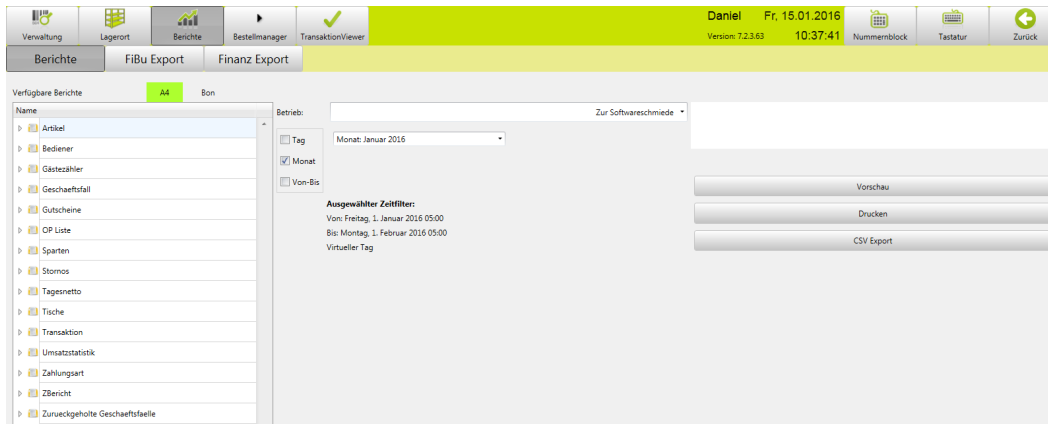 Daniel Fr, 15.01.2016
Verwaltung Lagerort Berichte Bestellmanager TransaktionViewer Version: 7.2.3.63 10:37:41 Nummernblock Tastatur Zurück
Berichte FiBu Export Finanz Export
Verfügbare Berichte A4 Bon
Name
Betrieb: Zur Softwareschmiede
Artikel
Bediener
Gästezähler
Geschaeftsfall
Gutscheine
OP Liste
Sparten
Stornos
Tagesnetto
Tische
Transaktion
Umsatzstatistik
Zahlungsart
ZBericht
Zurueckgeholte Geschaeftsfaelle
Tag Monat: Januar 2016
Monat
Von-Bis
Ausgewählter Zeitfilter:
Von: Freitag, 1. Januar 2016 05:00
Bis: Montag, 1. Februar 2016 05:00
Virtueller Tag
Vorschau
Drucken
CSV Export